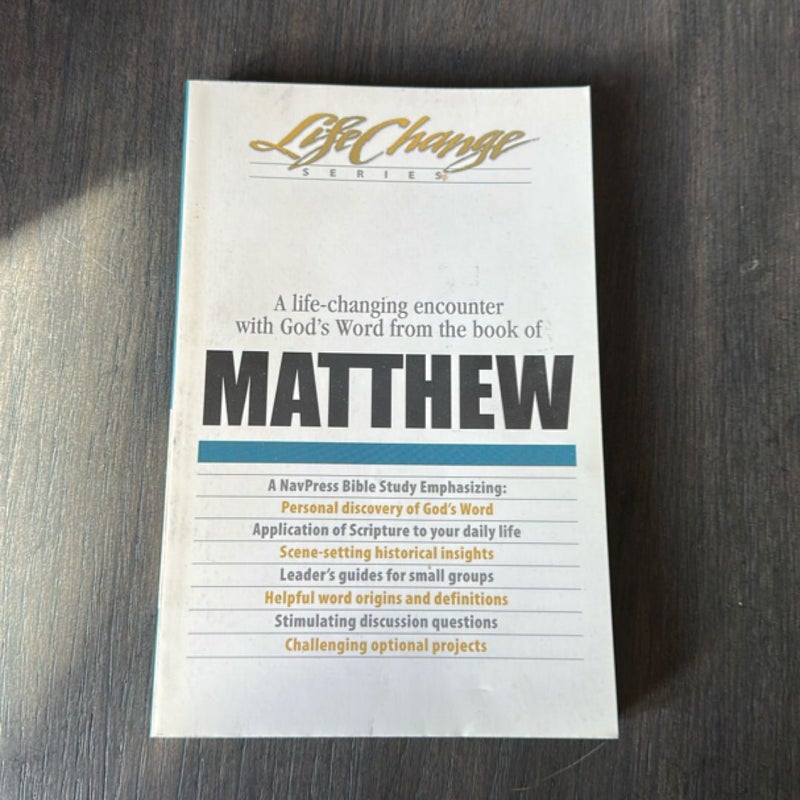 LifeChange
SERIES
A life-changing encounter
with God's Word from the book of
MATTHEW
A NavPress Bible Study Emphasizing:
Personal discovery of God's Word
Application of Scripture to your daily life
Scene-setting historical insights
Leader's guides for small groups
Helpful word origins and definitions
Stimulating discussion questions
Challenging optional projects